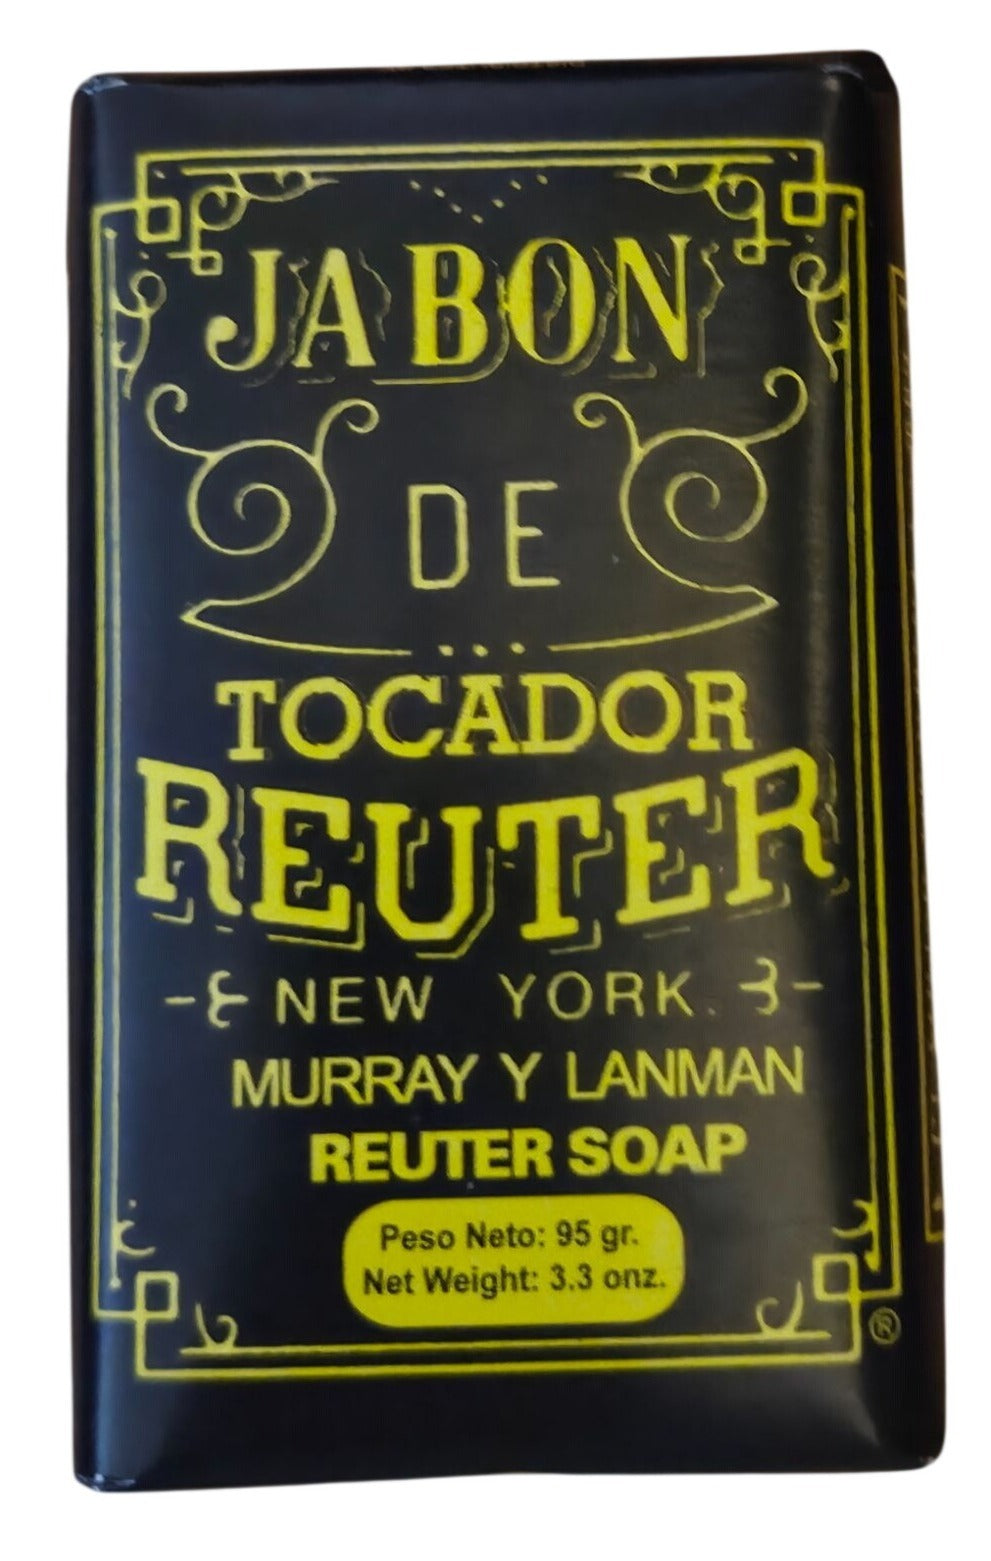 JABON
DE
TOCADOR
REUTER
NEW YORK.
MURRAY Y LANMAN
REUTER SOAP
Peso Neto: 95 gr.
Net Weight: 3.3 onz.
®